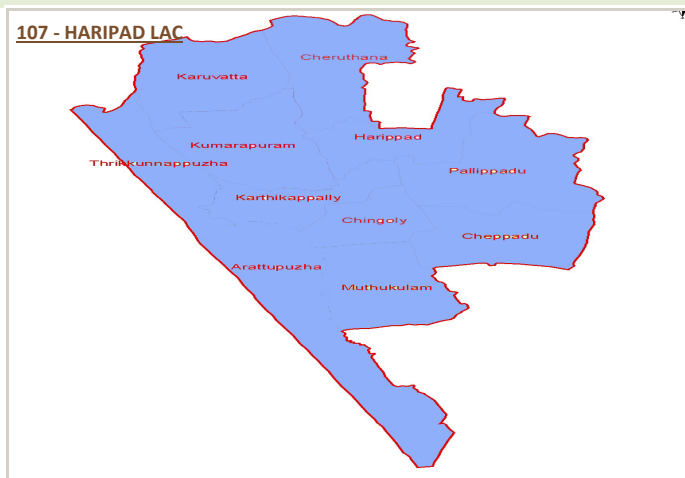 107 - HARIPAD LAC
Cheruthana
Karuvatta
Harippad
Kumarapuram
Thrikkunnappuzha
Pallippadu
Karthikappally
Chingoly
Cheppadu
Arattupuzha
Muthukulam